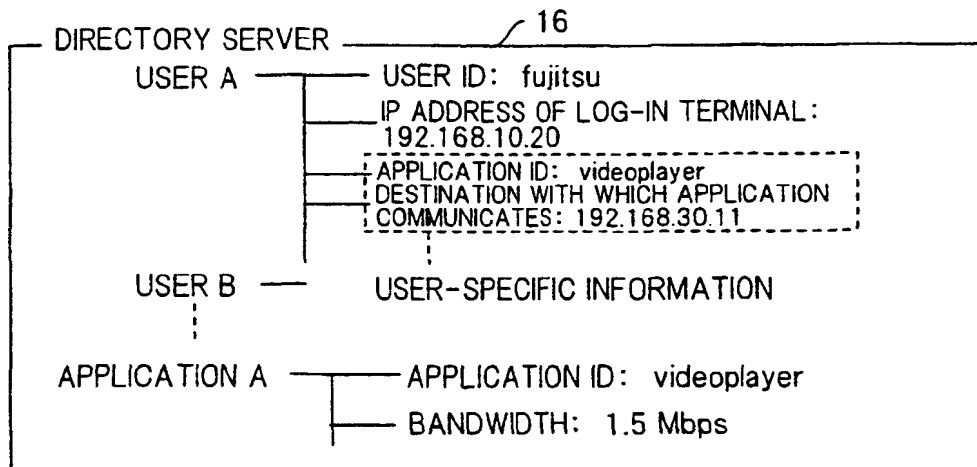 16
DIRECTORY SERVER
USER A
USER ID: fujitsu
IP ADDRESS OF LOG-IN TERMINAL:
192.168.10.20
APPLICATION ID: videoplayer
DESTINATION WITH WHICH APPLICATION
COMMUNICATES: 192.168.30.11
USER B
USER-SPECIFIC INFORMATION
APPLICATION A
APPLICATION ID: videoplayer
BANDWIDTH: 1.5 Mbps